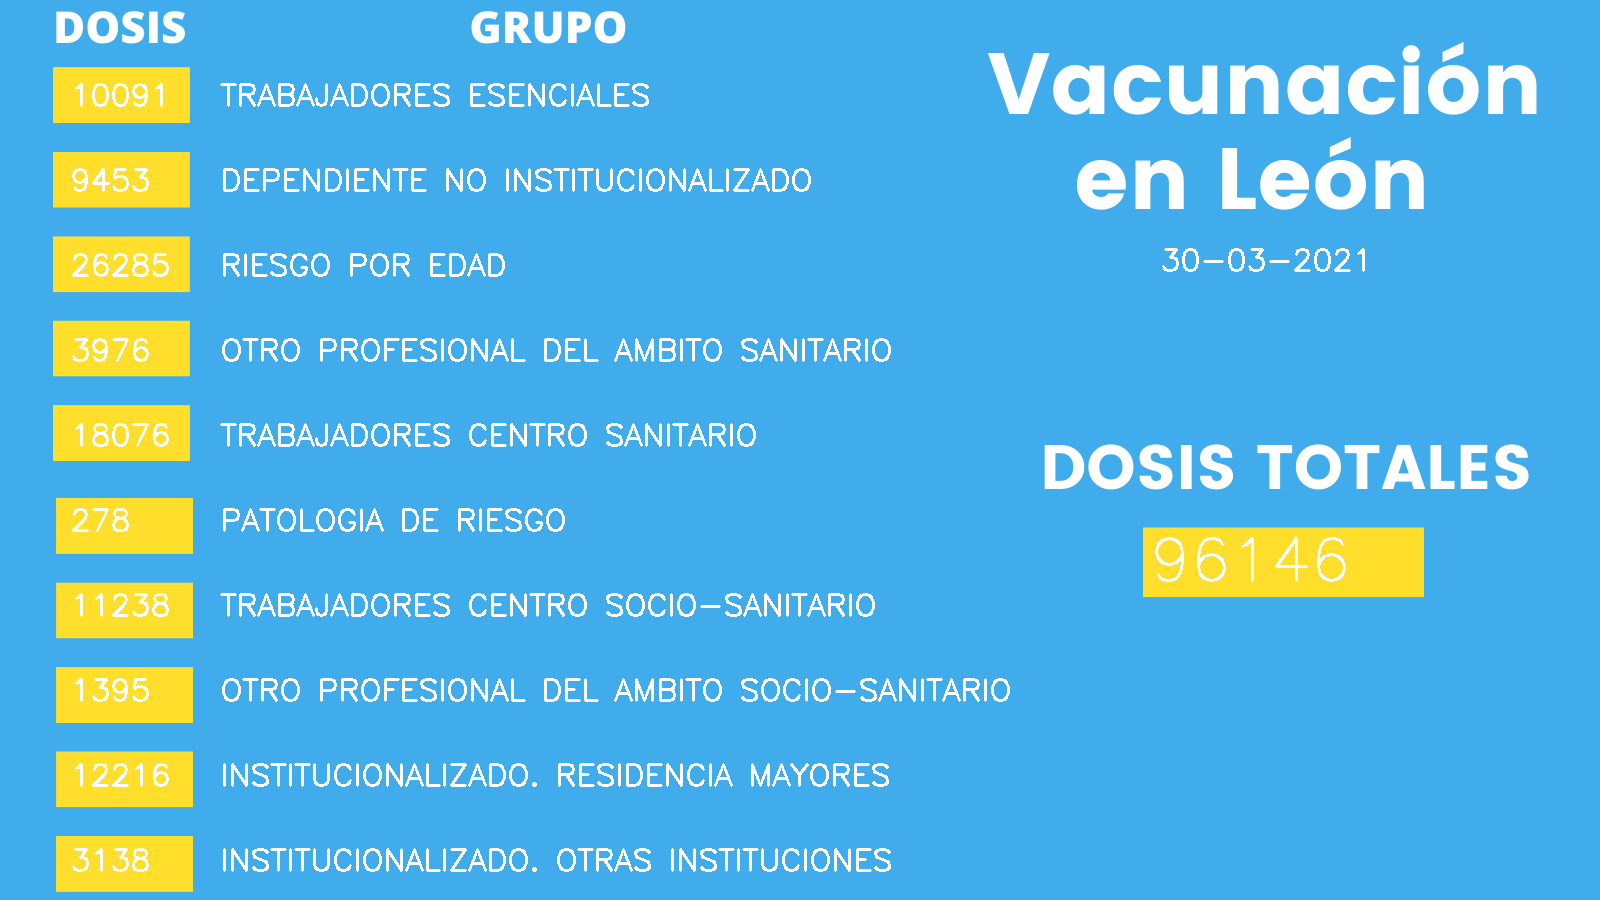 DOSIS GRUPO
10091 TRABAJADORES ESENCIALES
9453 DEPENDIENTE NO INSTITUCIONALIZADO
26285 RIESGO POR EDAD
3976 OTRO PROFESIONAL DEL AMBITO SANITARIO
18076 TRABAJADORES CENTRO SANITARIO
278 PATOLOGIA DE RIESGO
11238 TRABAJADORES CENTRO SOCIO-SANITARIO
1395 OTRO PROFESIONAL DEL AMBITO SOCIO-SANITARIO
12216 INSTITUCIONALIZADO. RESIDENCIA MAYORES
3138 INSTITUCIONALIZADO. OTRAS INSTITUCIONES
Vacunación
en León
30-03-2021
DOSIS TOTALES
96146